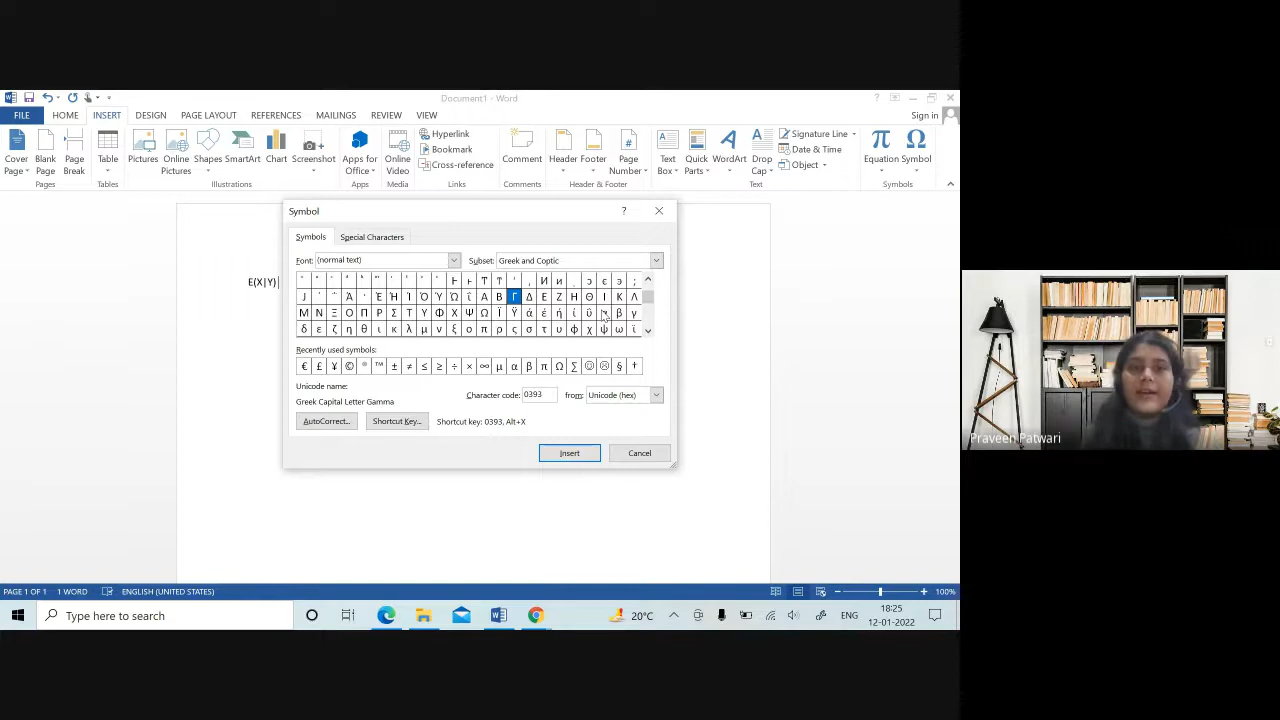 Document1 - Word
FILE HOME INSERT DESIGN PAGE LAYOUT REFERENCES MAILINGS REVIEW VIEW Sign in
Cover Page Blank Page Page Break Table Pictures Online Pictures Shapes SmartArt Chart Screenshot Apps for Office Online Video Hyperlink Bookmark Cross-reference Comment Header Footer Page Number Text Box Quick Parts WordArt Drop Cap Signature Line Date & Time Object Equation Symbol
Pages Tables Illustrations Apps Media Links Comments Header & Footer Text Symbols
Symbol
Symbols Special Characters
Font: (normal text) Subset: Greek and Coptic
E(X|Y)
Recently used symbols:
€ £ ¥ © ® ™ ± ≠ ≤ ≥ ÷ × ∞ µ α β π Ω ∑ ☺ ☹ § †
Unicode name:
Greek Capital Letter Gamma
Character code: 0393 from: Unicode (hex)
AutoCorrect... Shortcut Key... Shortcut key: 0393, Alt+X
Insert Cancel
Praveen Patwari
PAGE 1 OF 1 1 WORD ENGLISH (UNITED STATES) 100%
Type here to search 20°C ENG 18:25
12-01-2022